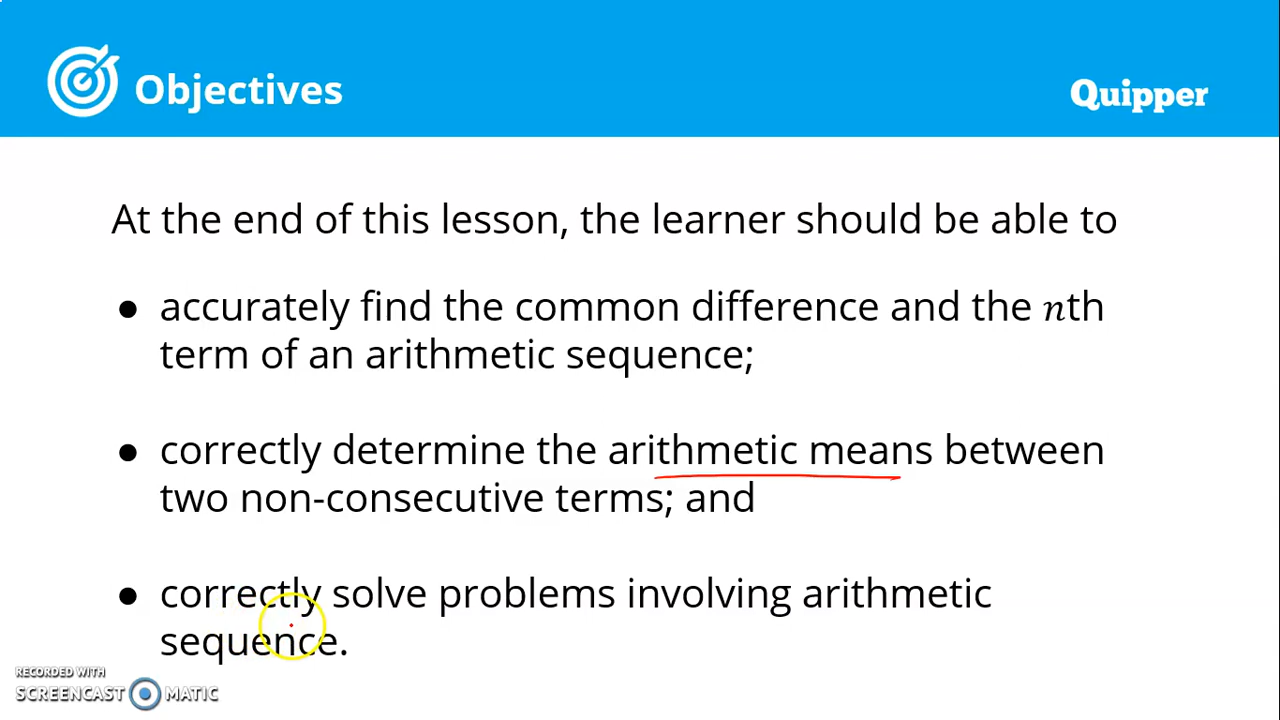 Objectives
Quipper
At the end of this lesson, the learner should be able to
● accurately find the common difference and the nth
term of an arithmetic sequence;
● correctly determine the arithmetic means between
two non-consecutive terms; and
● correctly solve problems involving arithmetic
sequence.
RECORDED WITH
SCREENCAST MATIC